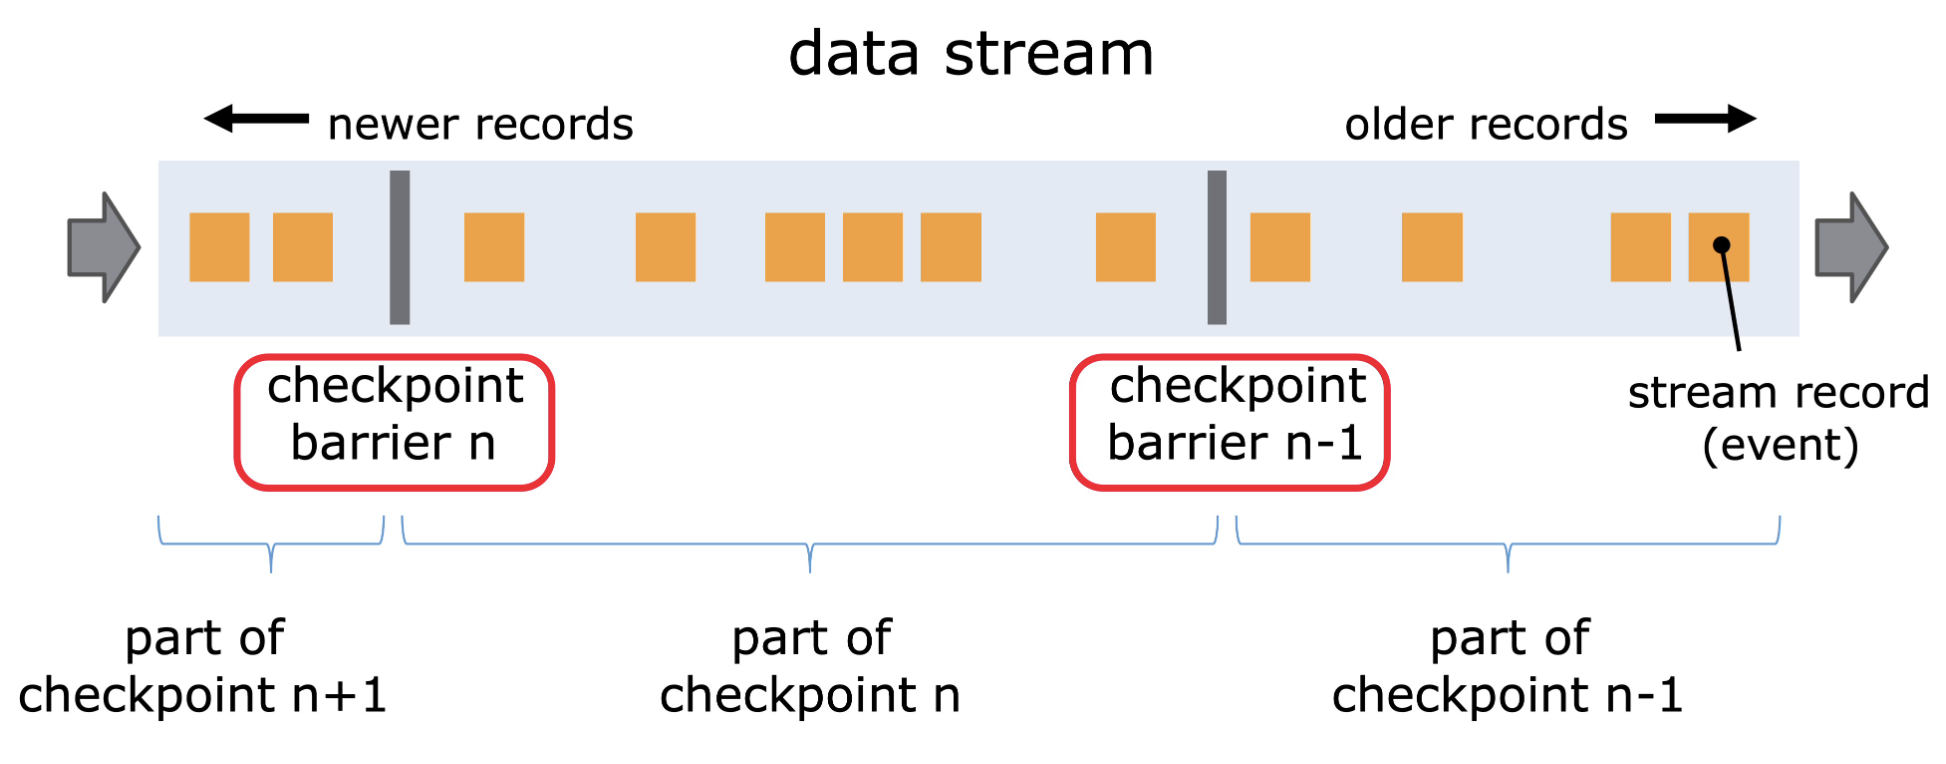 data stream
newer records
older records
checkpoint
barrier n
checkpoint
barrier n-1
stream record
(event)
part of
checkpoint n+1
part of
checkpoint n
part of
checkpoint n-1